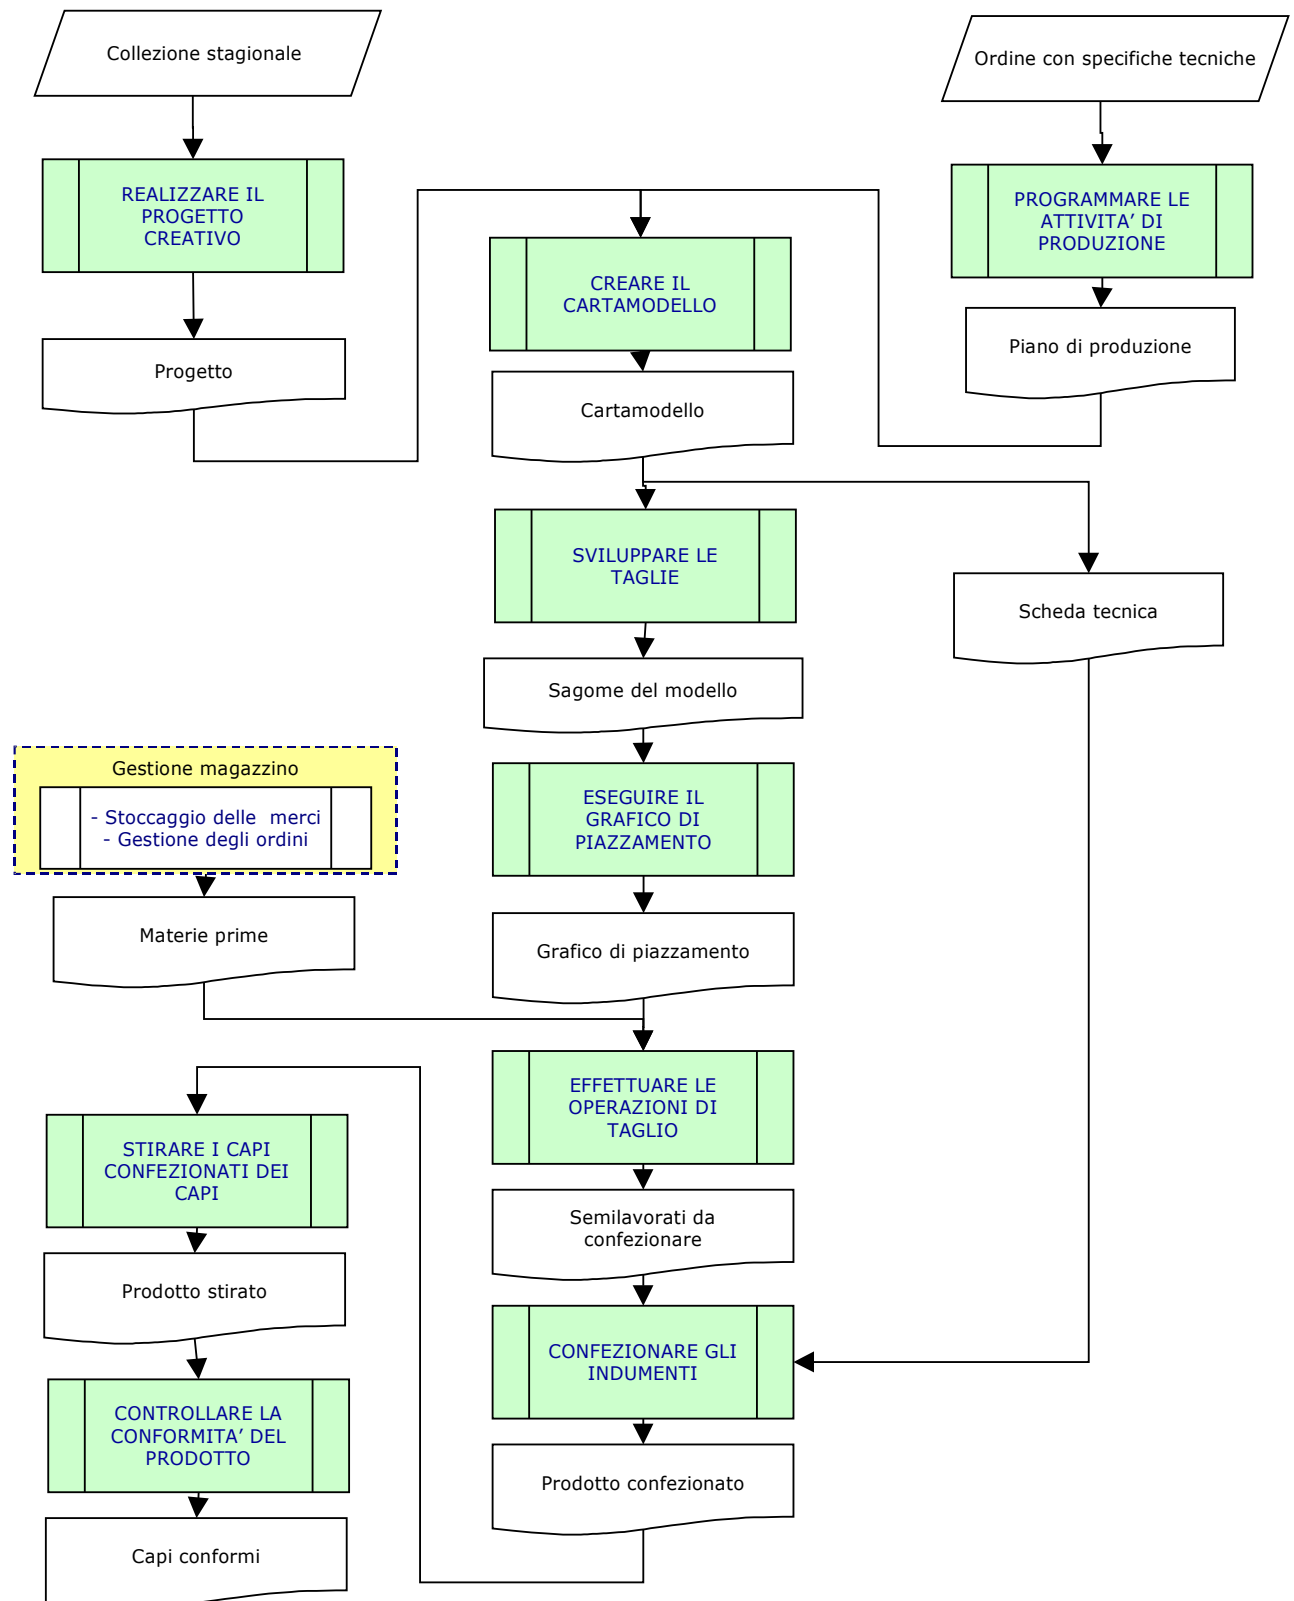 Collezione stagionale
Ordine con specifiche tecniche
REALIZZARE IL
PROGETTO
CREATIVO
PROGRAMMARE LE
ATTIVITA’ DI
PRODUZIONE
CREARE IL
CARTAMODELLO
Progetto
Piano di produzione
Cartamodello
SVILUPPARE LE
TAGLIE
Scheda tecnica
Sagome del modello
Gestione magazzino
- Stoccaggio delle  merci
- Gestione degli ordini
ESEGUIRE IL
GRAFICO DI
PIAZZAMENTO
Materie prime
Grafico di piazzamento
EFFETTUARE LE
OPERAZIONI DI
TAGLIO
STIRARE I CAPI
CONFEZIONATI DEI
CAPI
Semilavorati da
confezionare
Prodotto stirato
CONFEZIONARE GLI
INDUMENTI
CONTROLLARE LA
CONFORMITA’ DEL
PRODOTTO
Prodotto confezionato
Capi conformi